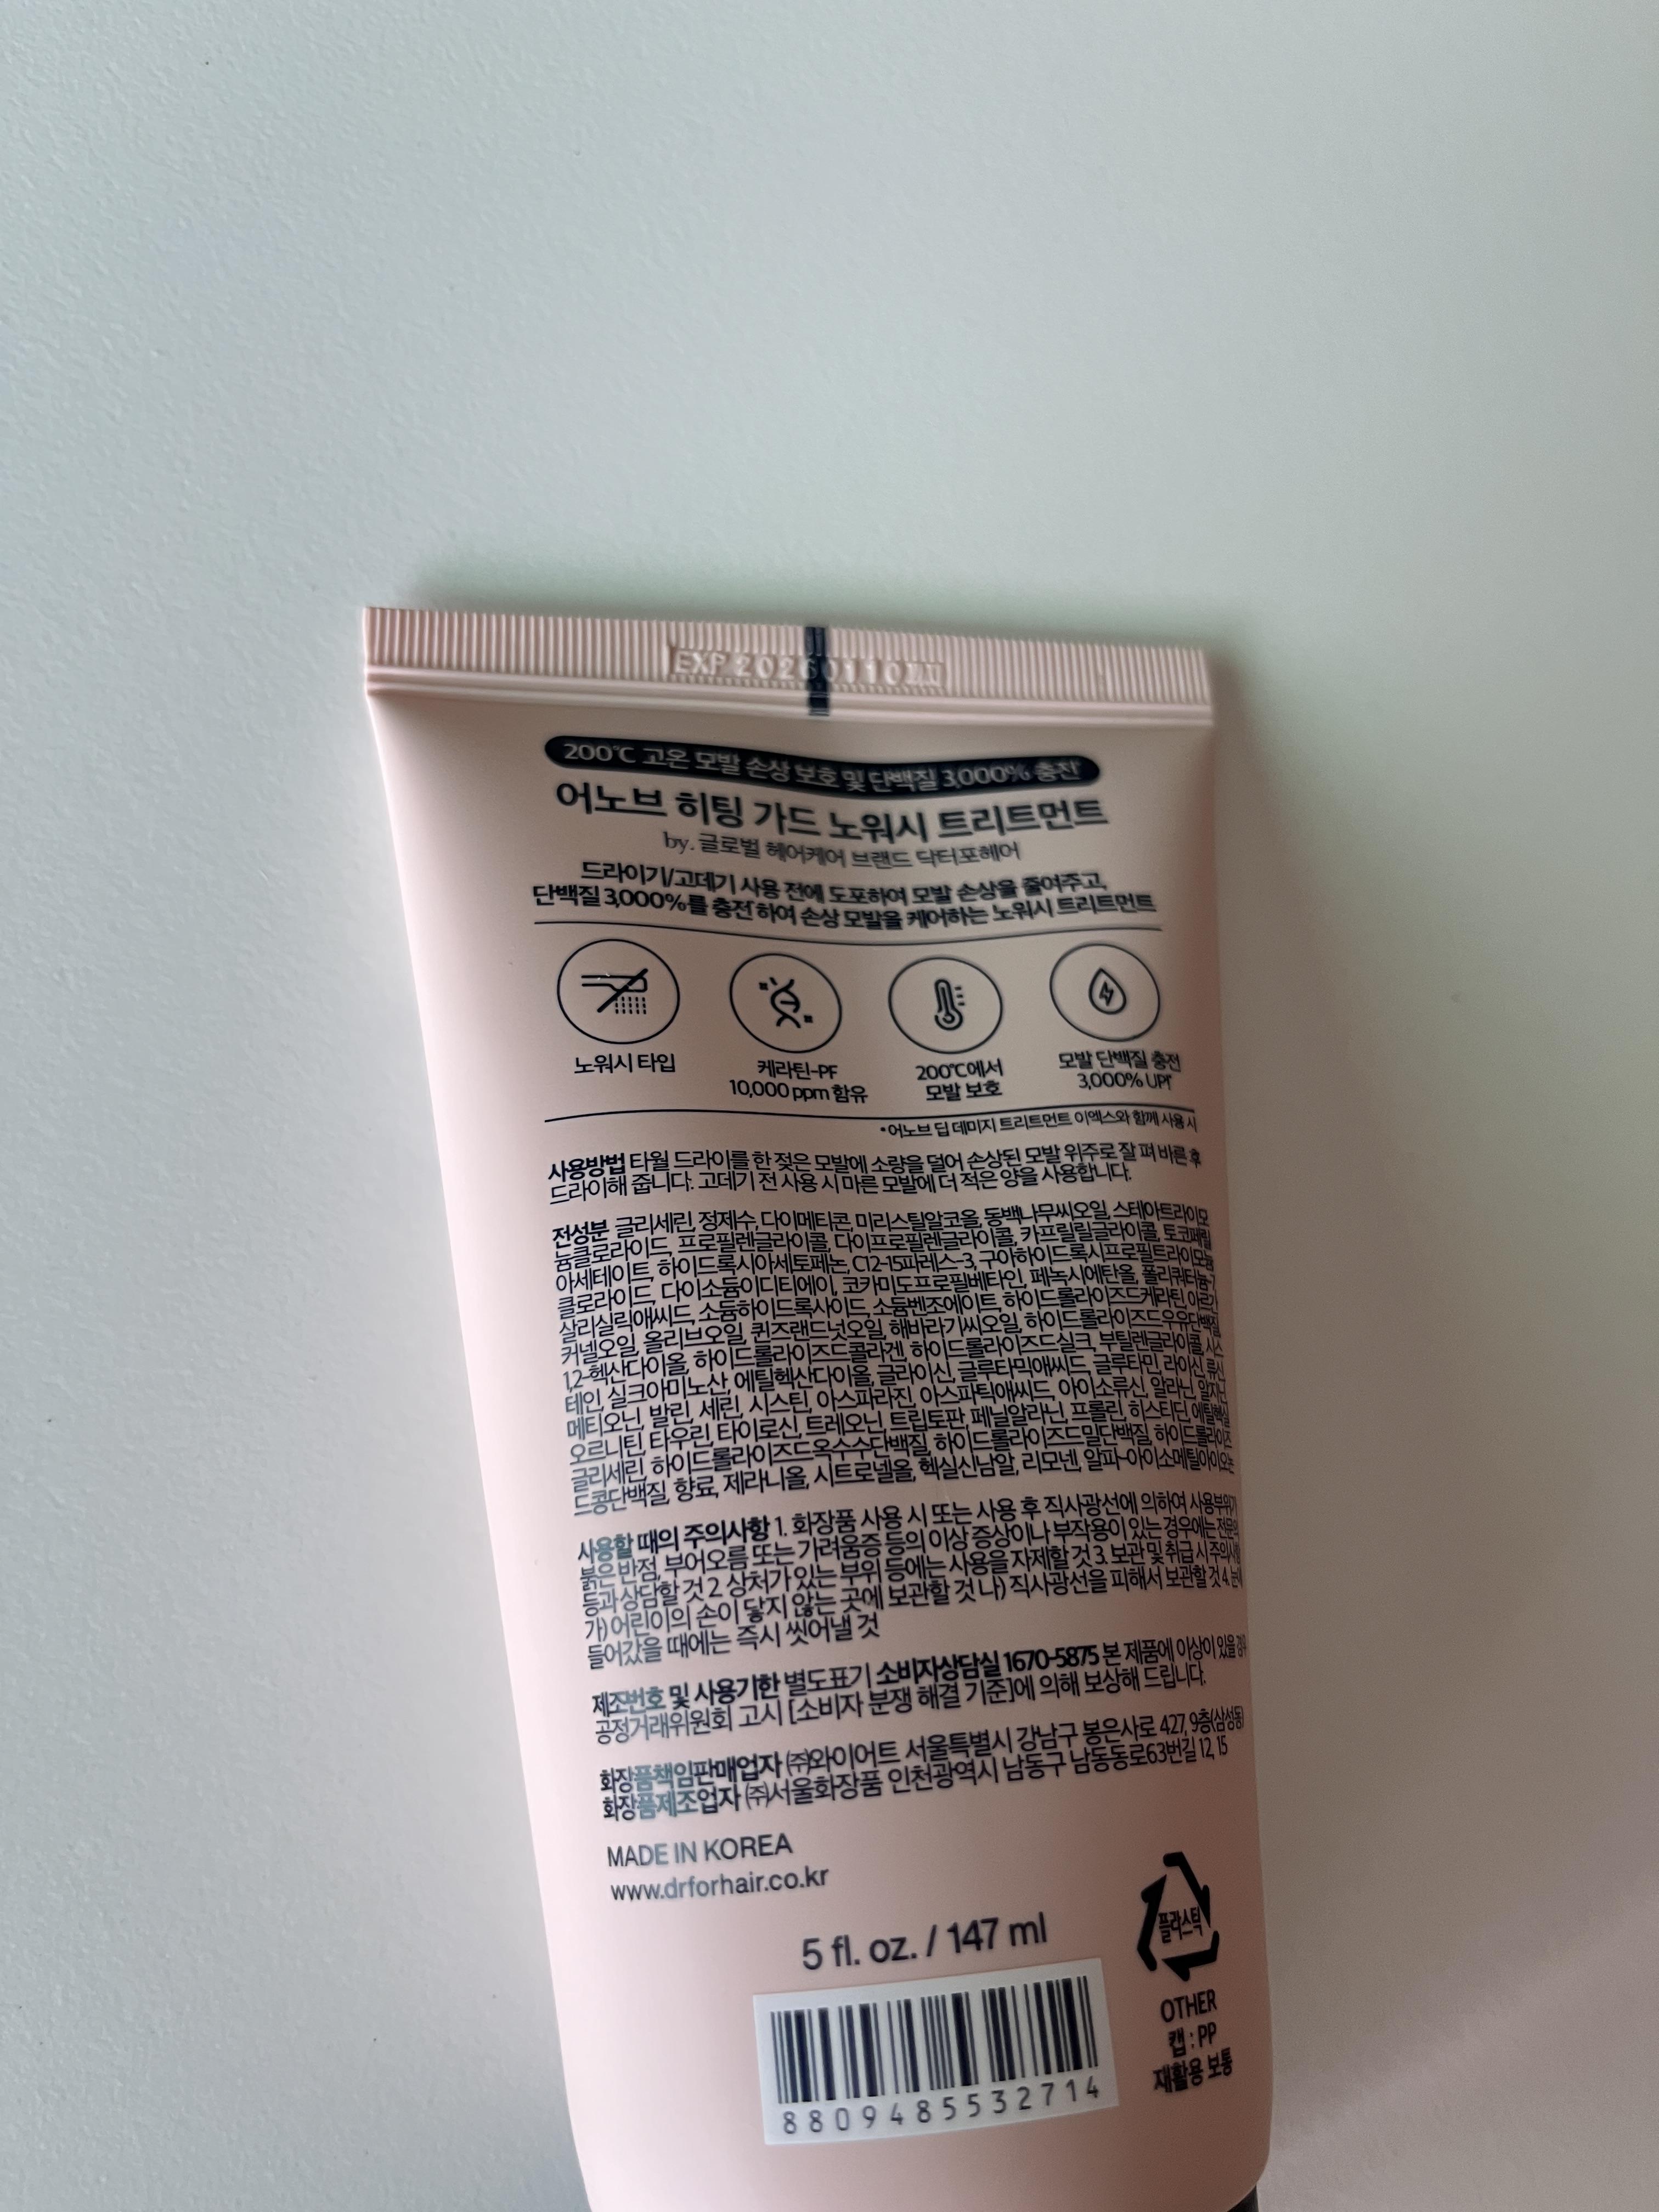 EXP 20260110
200℃ 고온 모발 손상 보호 및 단백질 3,000% 충전*
어노브 히팅 가드 노워시 트리트먼트
by. 글로벌 헤어케어 브랜드 닥터포헤어
드라이기/고데기 사용 전에 도포하여 모발 손상을 줄여주고,
단백질 3,000%를 충전*하여 손상 모발을 케어하는 노워시 트리트먼트
노워시 타입
케라틴-PF
10,000 ppm 함유
200℃에서
모발 보호
모발 단백질 충전
3,000% UP!*
*어노브 딥 데미지 트리트먼트 이엑스와 함께 사용 시
사용방법 타월 드라이를 한 젖은 모발에 소량을 덜어 손상된 모발 위주로 잘 펴 바른 후
드라이해 줍니다. 고데기 전 사용 시 마른 모발에 더 적은 양을 사용합니다.
전성분 글리세린, 정제수, 다이메티콘, 미리스틸알코올, 동백나무씨오일, 스테아트라이모
늄클로라이드, 프로필렌글라이콜, 다이프로필렌글라이콜, 카프릴릴글라이콜, 토코페릴
아세테이트, 하이드록시아세토페논, C12-15파레스-3, 구아하이드록시프로필트라이모늄
클로라이드, 다이소듐이디티에이, 코카미도프로필베타인, 페녹시에탄올, 폴리쿼터늄-7,
살리실릭애씨드, 소듐하이드록사이드, 소듐벤조에이트, 하이드롤라이즈드케라틴, 아르간
커넬오일, 올리브오일, 퀸즈랜드넛오일, 해바라기씨오일, 하이드롤라이즈드우유단백질,
1,2-헥산다이올, 하이드롤라이즈드콜라겐, 하이드롤라이즈드실크, 부틸렌글라이콜, 시스
테인, 실크아미노산, 에틸헥산다이올, 글라이신, 글루타믹애씨드, 글루타민, 라이신, 류신,
메티오닌, 발린, 세린, 시스틴, 아스파라진, 아스파틱애씨드, 아이소류신, 알라닌, 알지닌,
오르니틴, 타우린, 타이로신, 트레오닌, 트립토판, 페닐알라닌, 프롤린, 히스티딘, 에틸헥실
글리세린, 하이드롤라이즈드옥수수단백질, 하이드롤라이즈드밀단백질, 하이드롤라이즈
드콩단백질, 향료, 제라니올, 시트로넬올, 헥실신남알, 리모넨, 알파-아이소메틸아이오논
사용할 때의 주의사항 1. 화장품 사용 시 또는 사용 후 직사광선에 의하여 사용부위가
붉은 반점, 부어오름 또는 가려움증 등의 이상 증상이나 부작용이 있는 경우에는 전문의
등과 상담할 것 2. 상처가 있는 부위 등에는 사용을 자제할 것 3. 보관 및 취급 시 주의사항
가) 어린이의 손이 닿지 않는 곳에 보관할 것 나) 직사광선을 피해서 보관할 것 4. 눈에
들어갔을 때에는 즉시 씻어낼 것
제조번호 및 사용기한 별도표기 소비자상담실 1670-5875 본 제품에 이상이 있을 경우
공정거래위원회 고시 [소비자 분쟁 해결 기준]에 의해 보상해 드립니다.
화장품책임판매업자 ㈜와이어트 서울특별시 강남구 봉은사로 427, 9층(삼성동)
화장품제조업자 ㈜서울화장품 인천광역시 남동구 남동동로63번길 12, 15
MADE IN KOREA
www.drforhair.co.kr
5 fl. oz. / 147 ml
플라스틱
OTHER
캡 : PP
재활용 보통
8809485532714